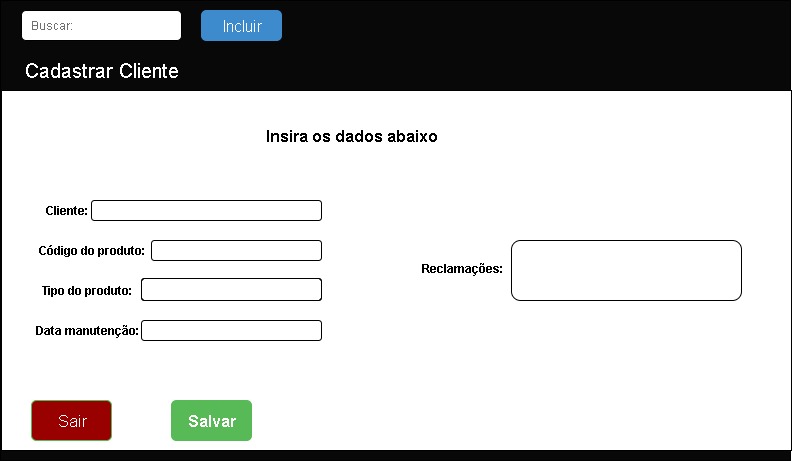 Buscar:
Incluir
Cadastrar Cliente
Insira os dados abaixo
Cliente:
Código do produto:
Tipo do produto:
Data manutenção:
Reclamações:
Sair
Salvar